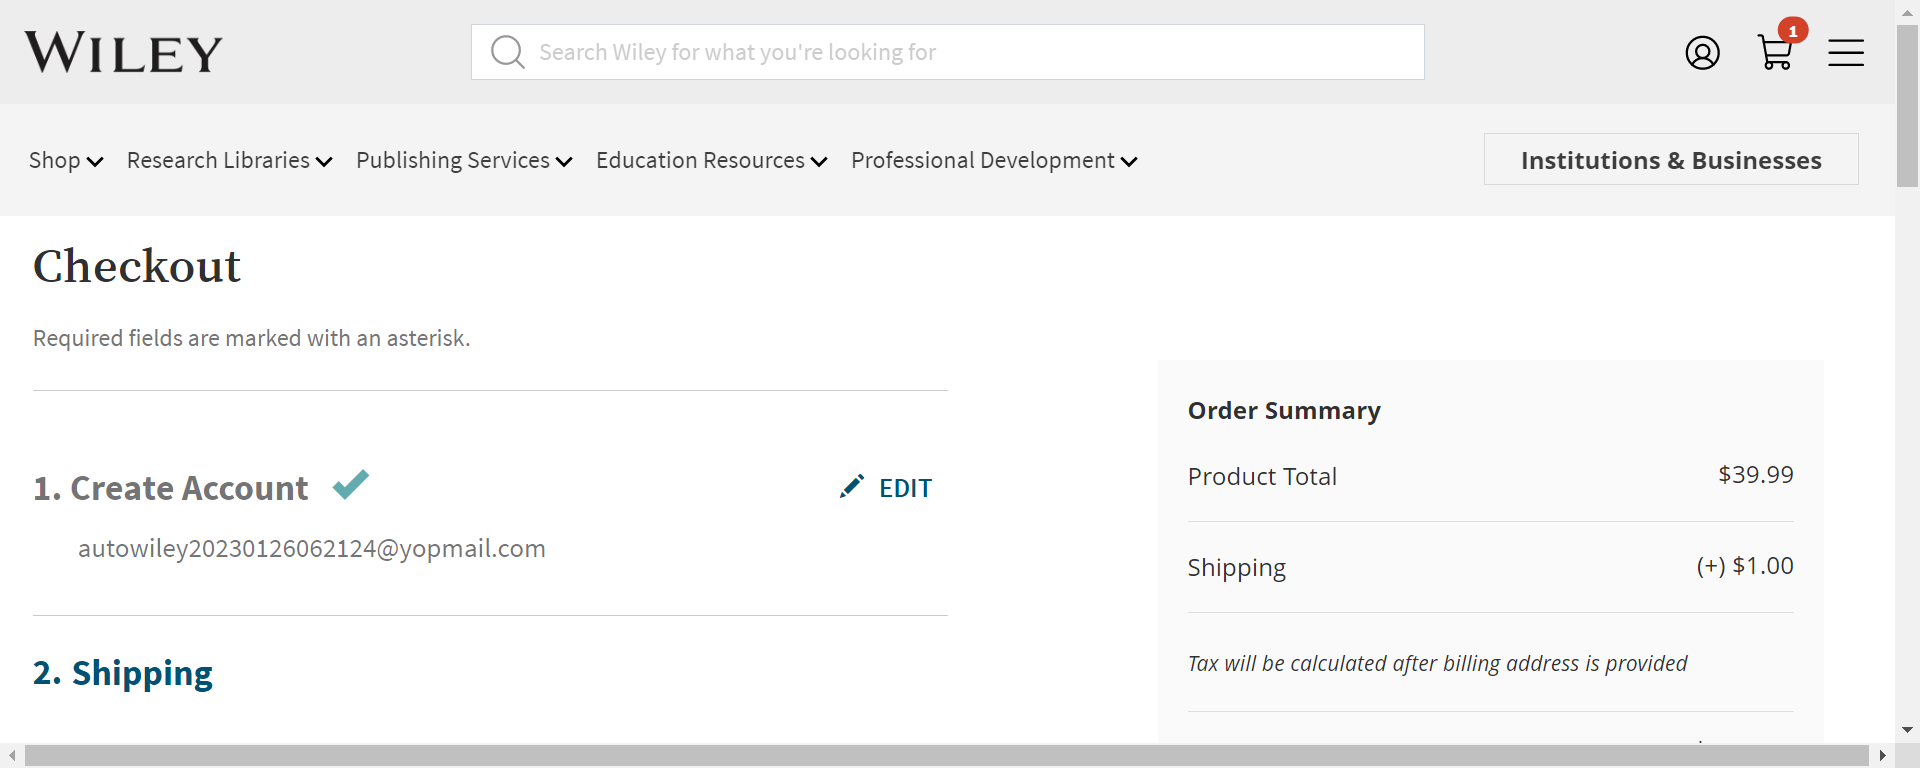 WILEY
Search Wiley for what you're looking for
1
Shop
Research Libraries
Publishing Services
Education Resources
Professional Development
Institutions & Businesses
Checkout
Required fields are marked with an asterisk.
1. Create Account
EDIT
autowiley20230126062124@yopmail.com
2. Shipping
Order Summary
Product Total $39.99
Shipping (+) $1.00
Tax will be calculated after billing address is provided